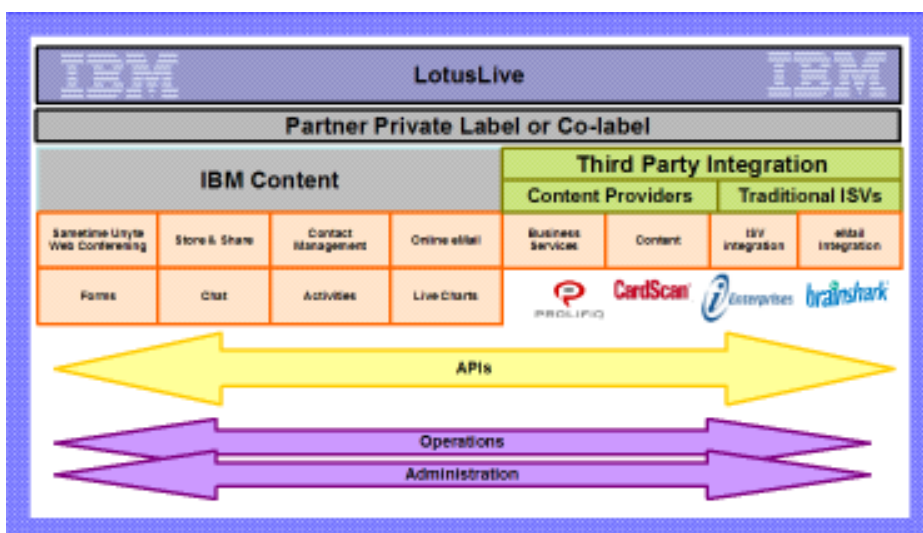 IBM LotusLive IBM
Partner Private Label or Co-label
IBM Content
Third Party Integration
Content Providers
Traditional ISVs
Sametime Unyte
Web Conferening
Store & Share
Contact
Management
Online eMail
Business
Services
Content
ISV
integration
eMail
Integration
Forms
Chat
Activities
Live Charts
PROLIFIQ
CardScan
i Enterprises
brainshark
APIs
Operations
Administration